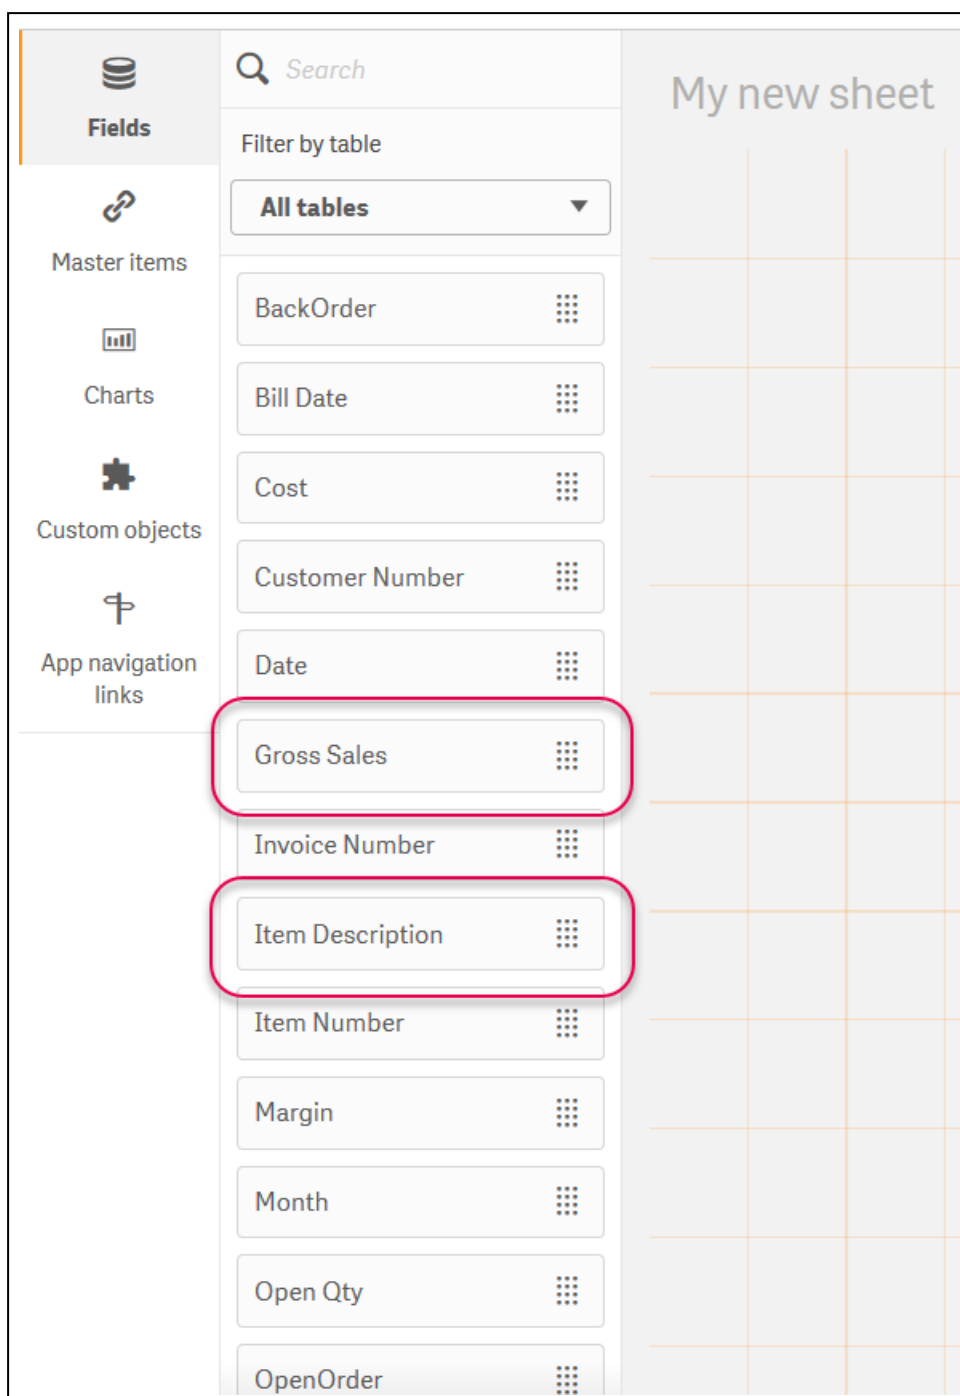 Fields
Master items
Charts
Custom objects
App navigation
links
Search
Filter by table
All tables
BackOrder
Bill Date
Cost
Customer Number
Date
Gross Sales
Invoice Number
Item Description
Item Number
Margin
Month
Open Qty
OpenOrder
My new sheet